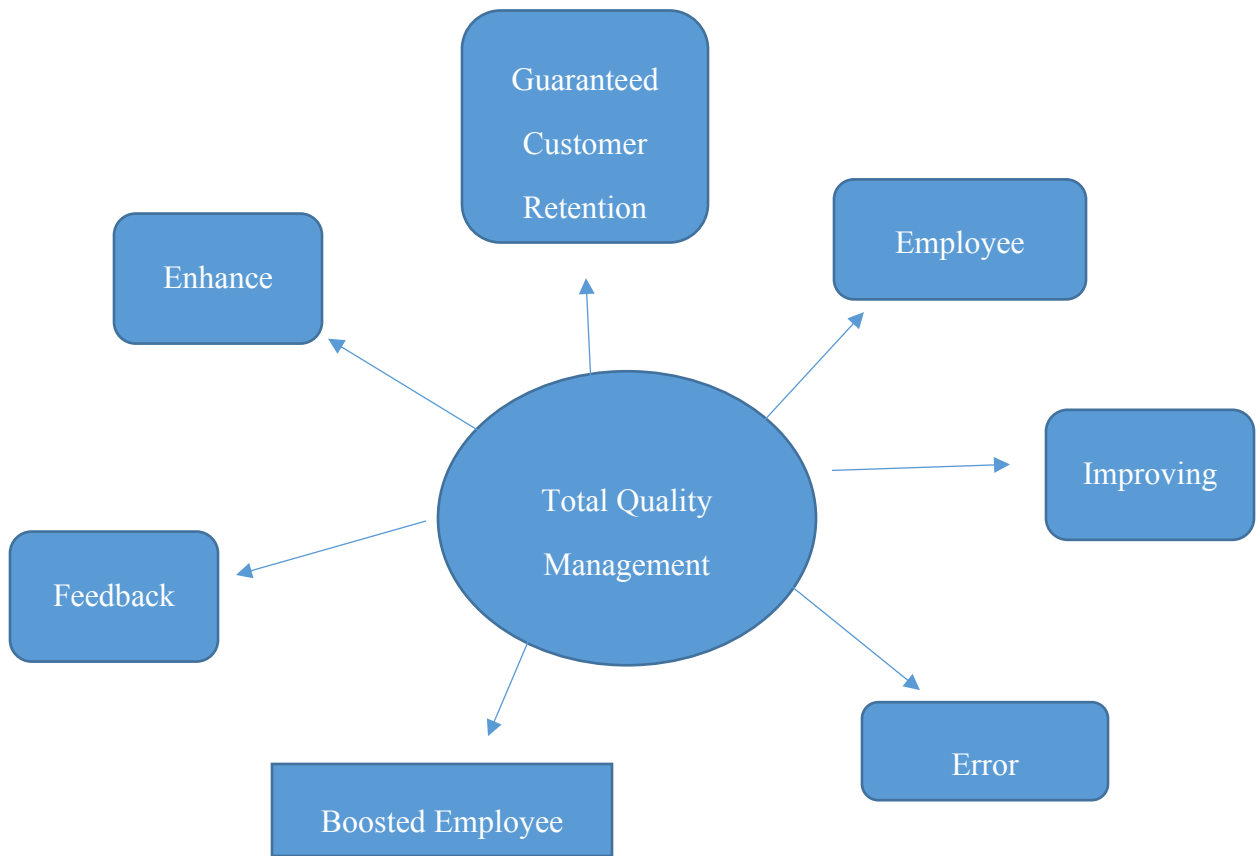 Guaranteed
Customer
Retention
Employee
Enhance
Improving
Total Quality
Management
Feedback
Error
Boosted Employee